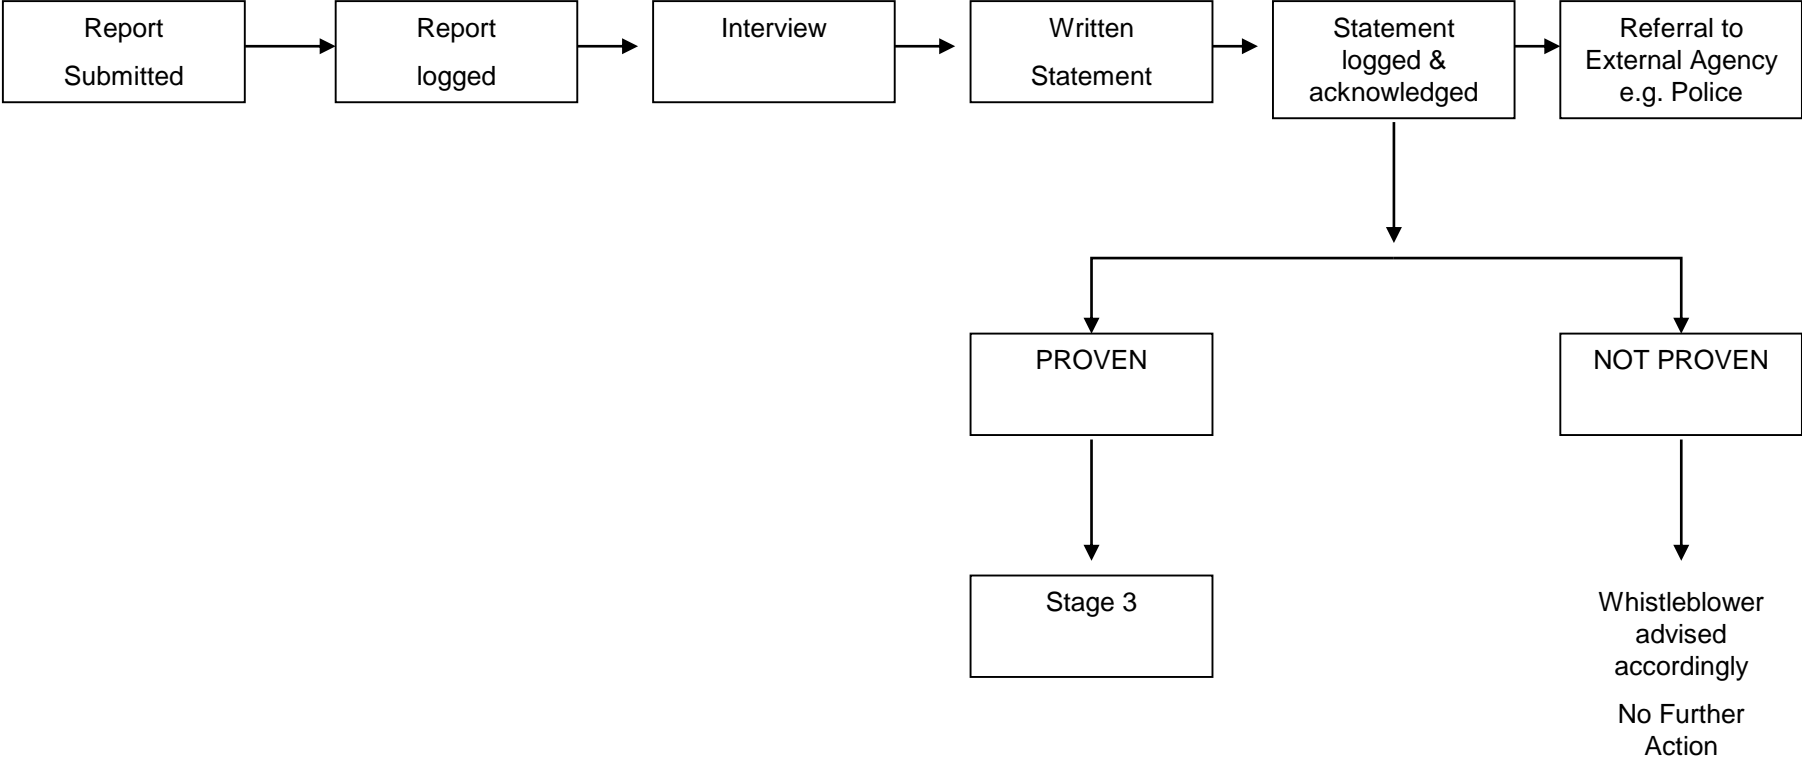 Report
Submitted
Report
logged
Interview
Written
Statement
Statement
logged &
acknowledged
Referral to
External Agency
e.g. Police
PROVEN
NOT PROVEN
Stage 3
Whistleblower
advised
accordingly
No Further
Action